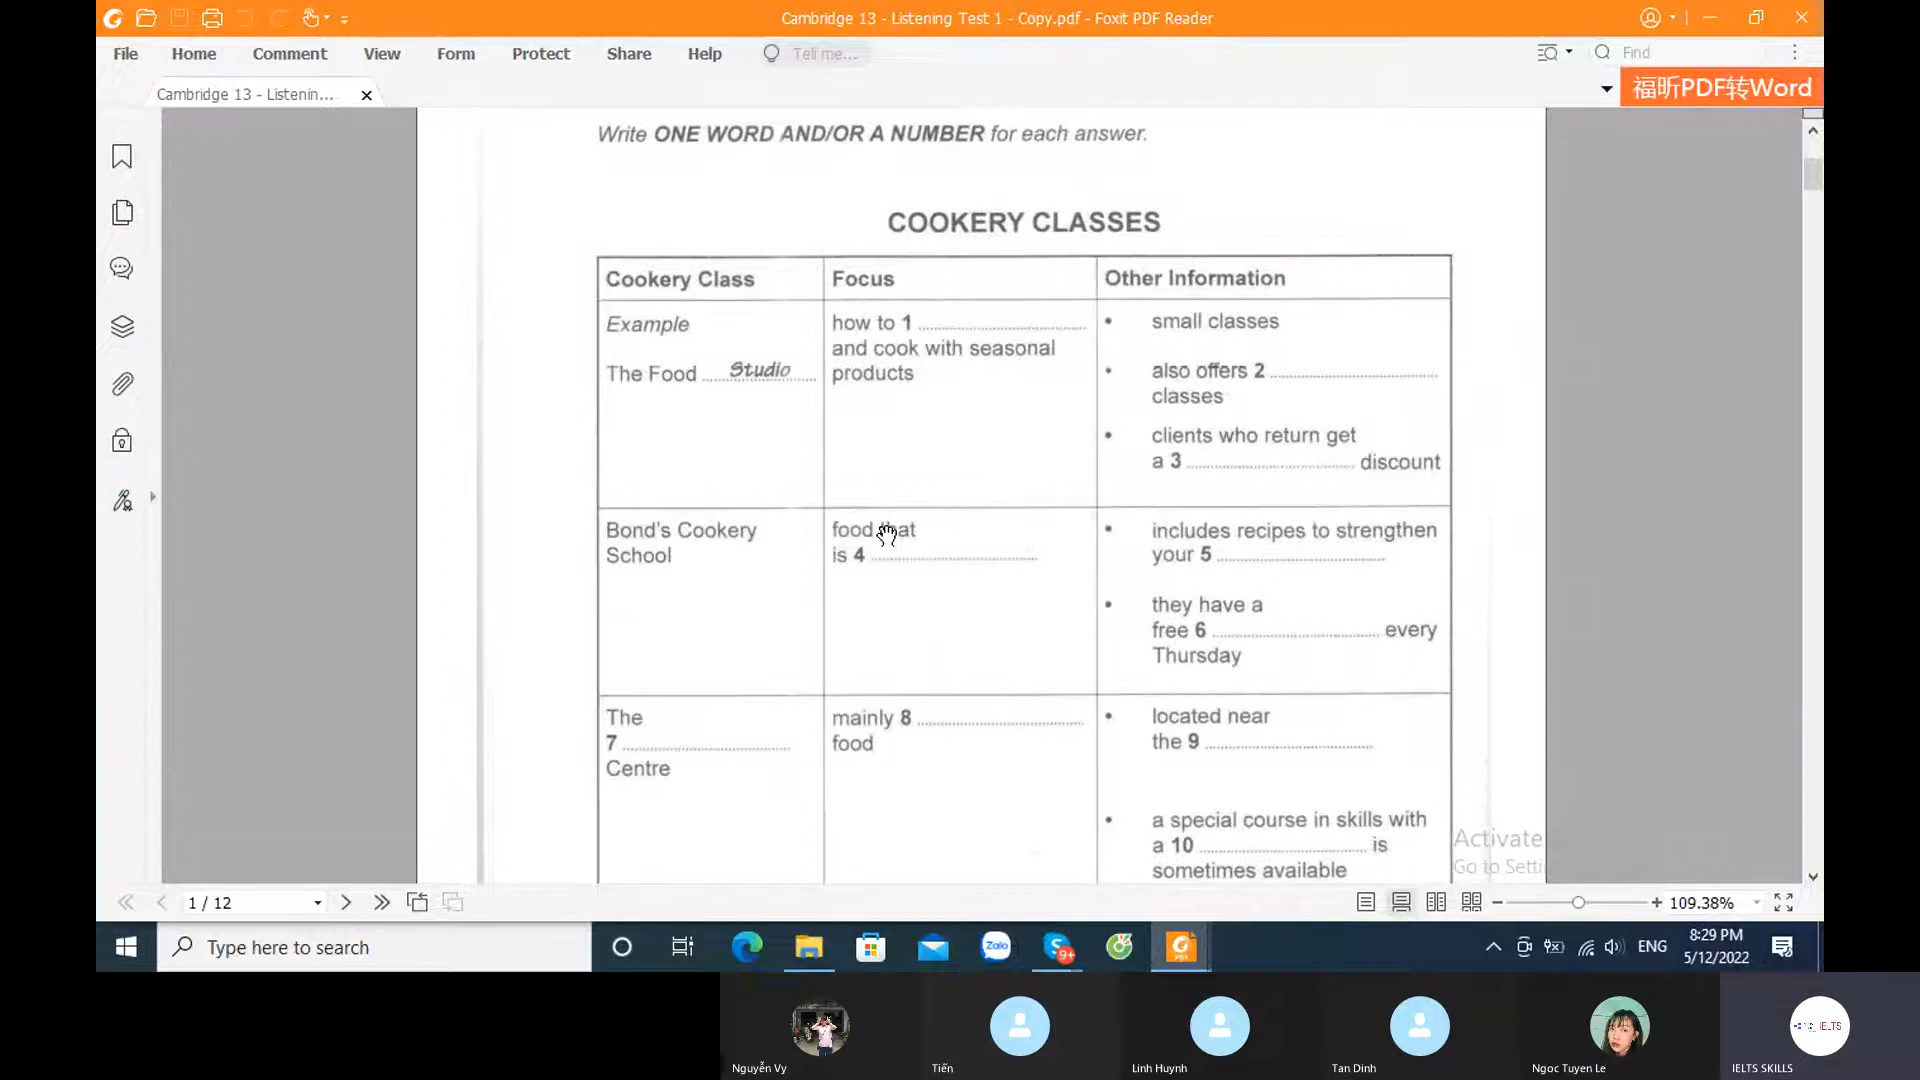 Cambridge 13 - Listening Test 1 - Copy.pdf - Foxit PDF Reader
File Home Comment View Form Protect Share Help Tell me... Find
Cambridge 13 - Listenin...
福昕PDF转Word
Write ONE WORD AND/OR A NUMBER for each answer.
COOKERY CLASSES
Cookery Class
Focus
Other Information
Example
The Food Studio
how to 1
and cook with seasonal
products
• small classes
• also offers 2
classes
• clients who return get
a 3 discount
Bond's Cookery
School
food that
is 4
• includes recipes to strengthen
your 5
• they have a
free 6 every
Thursday
The
7
Centre
mainly 8
food
• located near
the 9
• a special course in skills with
a 10 is
sometimes available
Activate
Go to Setti
1 / 12
109.38%
Type here to search
Zalo
9+
PDF
ENG
8:29 PM
5/12/2022
Nguyễn Vy
Tiến
Linh Huynh
Tan Dinh
Ngoc Tuyen Le
IELTS
IELTS SKILLS